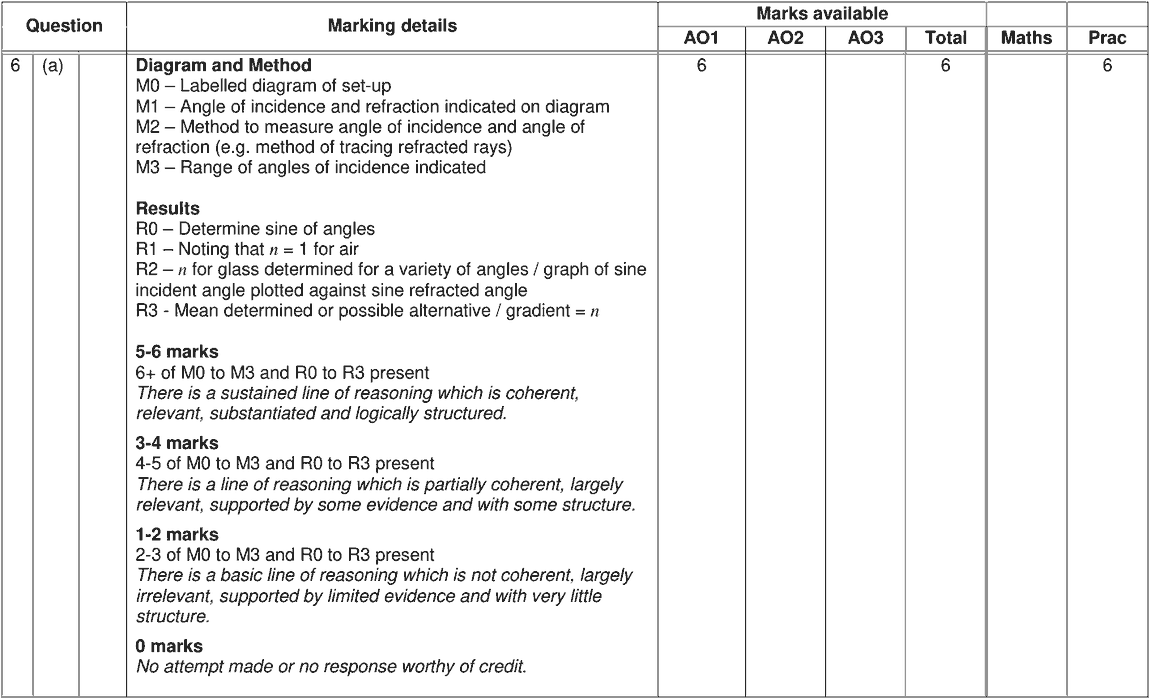 Question
Marking details
Marks available
AO1 AO2 AO3 Total Maths Prac
6 (a) Diagram and Method 6 6 6
M0 – Labelled diagram of set-up
M1 – Angle of incidence and refraction indicated on diagram
M2 – Method to measure angle of incidence and angle of
refraction (e.g. method of tracing refracted rays)
M3 – Range of angles of incidence indicated
Results
R0 – Determine sine of angles
R1 – Noting that n = 1 for air
R2 – n for glass determined for a variety of angles / graph of sine
incident angle plotted against sine refracted angle
R3 - Mean determined or possible alternative / gradient = n
5-6 marks
6+ of M0 to M3 and R0 to R3 present
There is a sustained line of reasoning which is coherent,
relevant, substantiated and logically structured.
3-4 marks
4-5 of M0 to M3 and R0 to R3 present
There is a line of reasoning which is partially coherent, largely
relevant, supported by some evidence and with some structure.
1-2 marks
2-3 of M0 to M3 and R0 to R3 present
There is a basic line of reasoning which is not coherent, largely
irrelevant, supported by limited evidence and with very little
structure.
0 marks
No attempt made or no response worthy of credit.